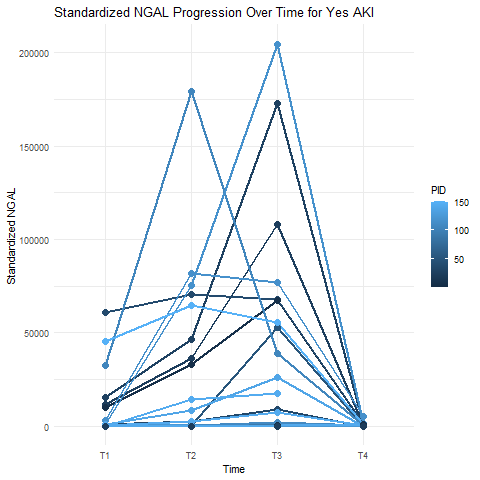 Standardized NGAL Progression Over Time for Yes AKI
Standardized NGAL
200000
150000
100000
50000
0
T1 T2 T3 T4
Time
PID
150
100
50